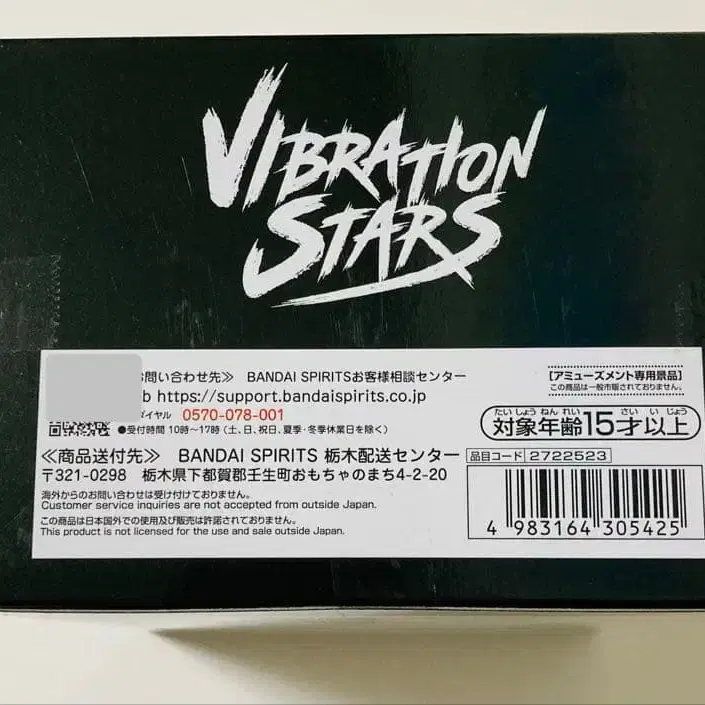 VIBRATION
STARS
お問い合わせ先≫ BANDAI SPIRITSお客様相談センター
b https://support.bandaispirits.co.jp
ダイヤル 0570-078-001
●受付時間 10時～17時（土、日、祝日、夏季・冬季休業日を除く）
≪商品送付先≫ BANDAI SPIRITS 栃木配送センター
〒321-0298 栃木県下都賀郡壬生町おもちゃのまち4-2-20
海外からのお問い合わせは受け付けておりません。
Customer service inquiries are not accepted from outside Japan.
この商品は日本国外での使用及び販売は許諾されておりません。
This product is not licensed for the use and sale outside Japan.
【アミューズメント専用景品】
この商品は一般市販されておりません。
たいしょうねんれい さい いじょう
対象年齢15才以上
品目コード 2722523
4 983164 305425